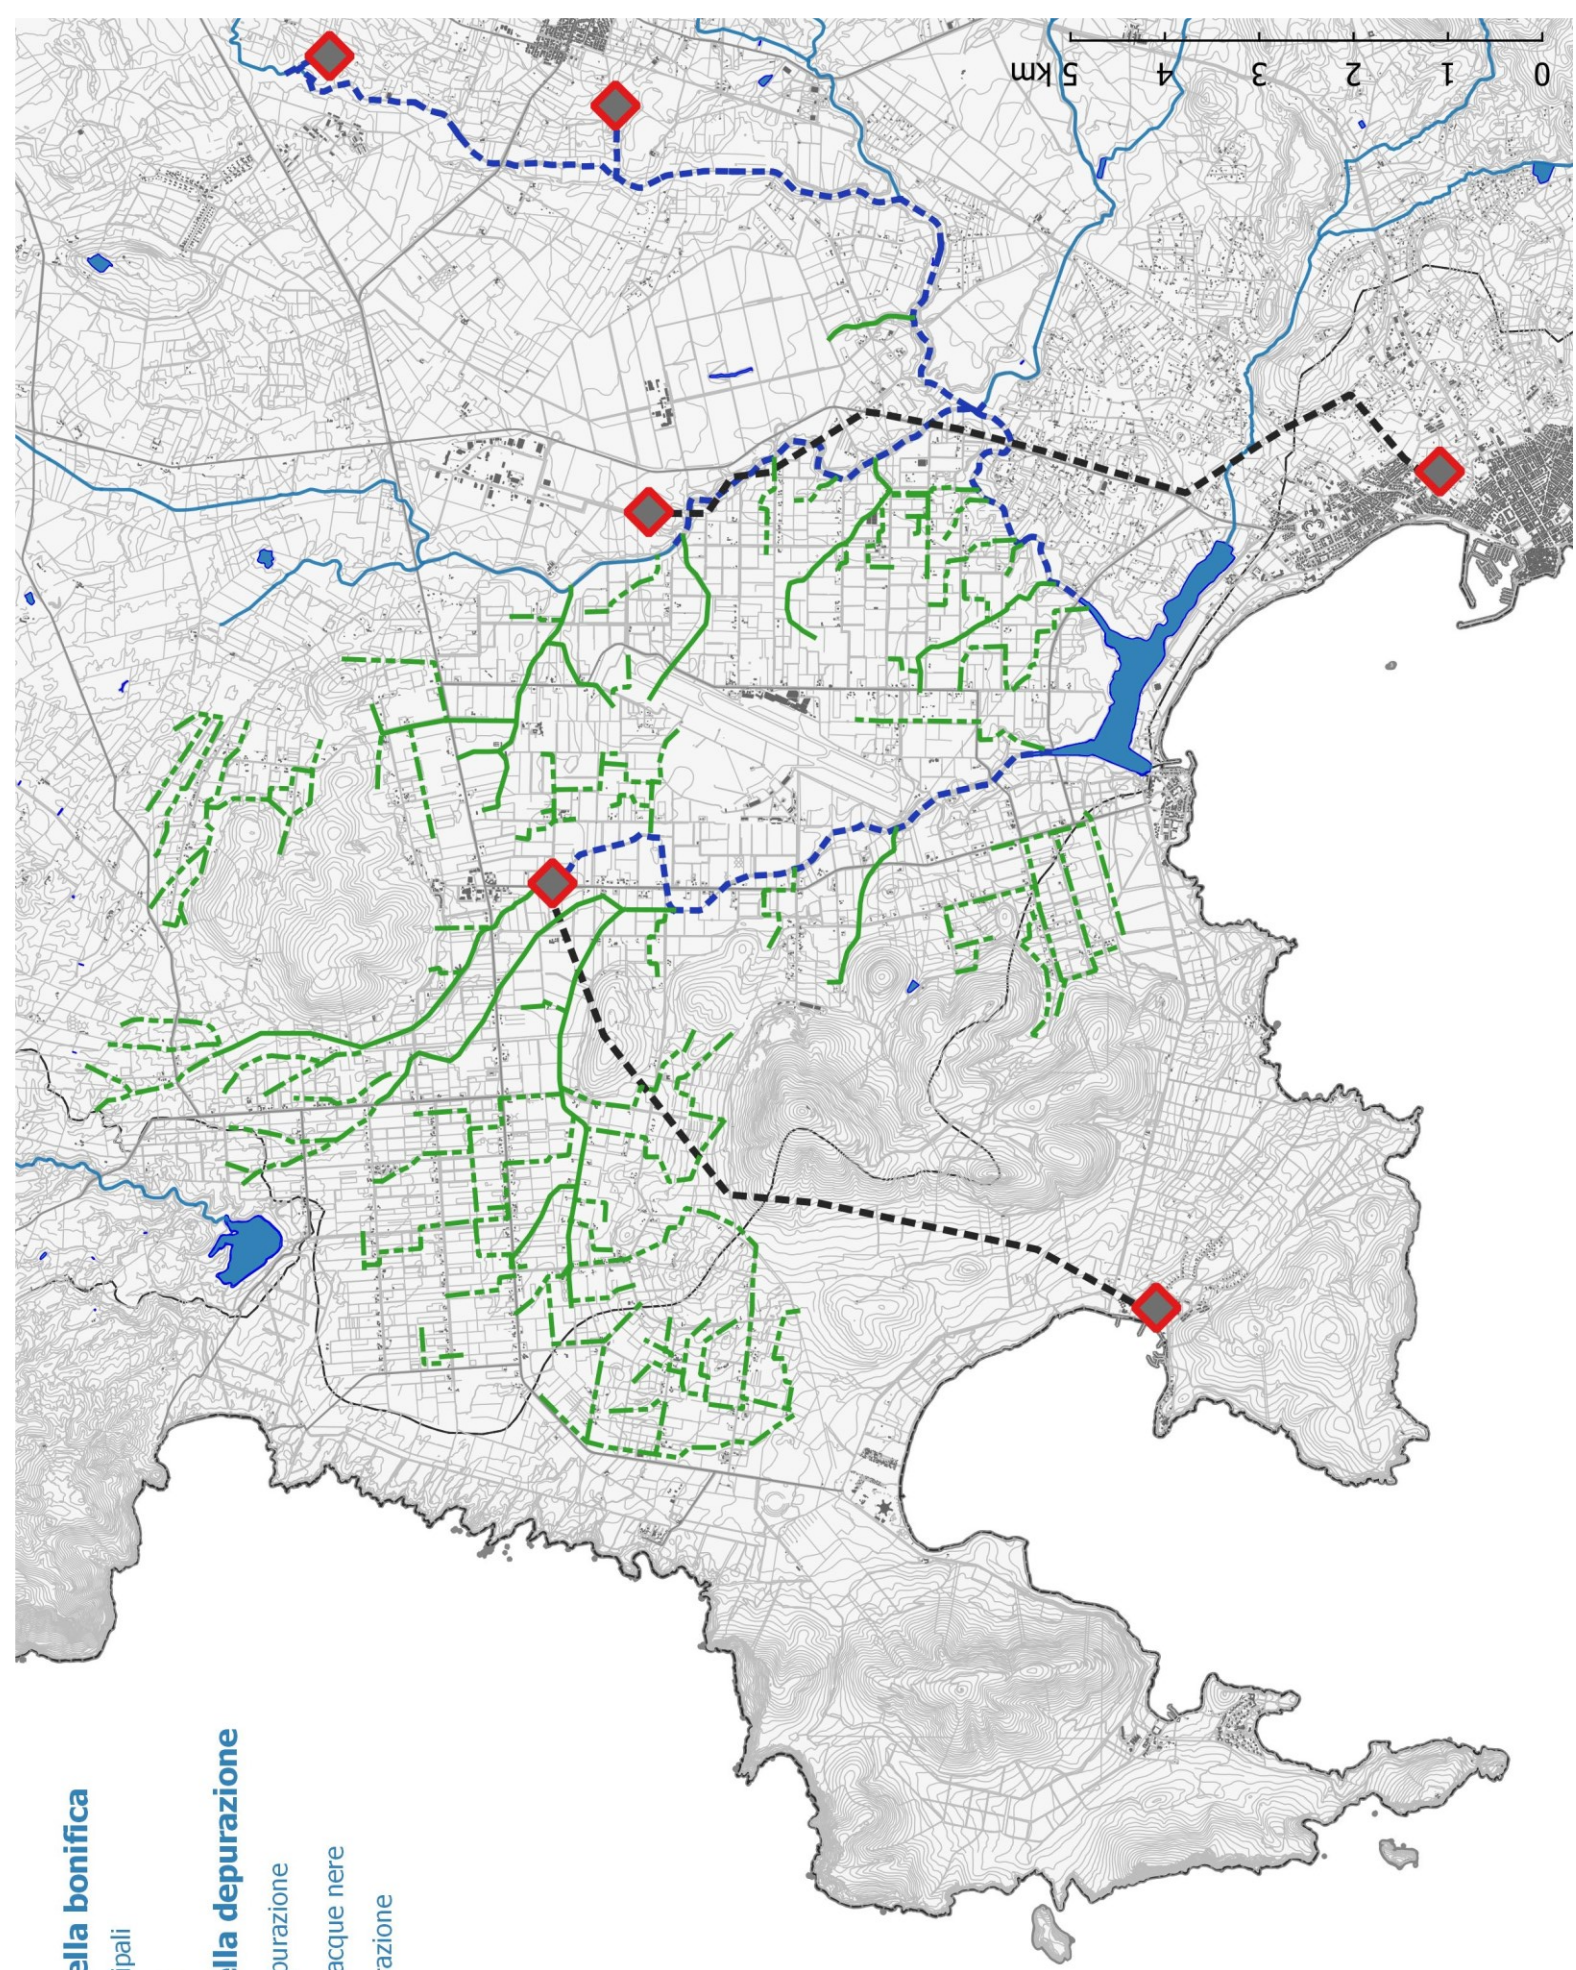 5 km
4
3
2
1
0
ella bonifica
ipali
ella depurazione
purazione
acque nere
razione